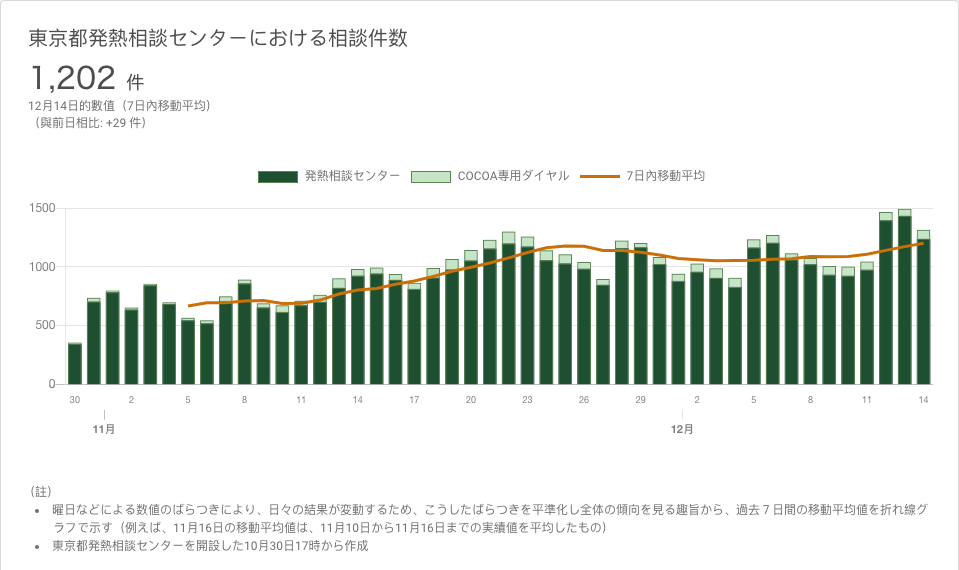 東京都発熱相談センターにおける相談件数
1,202 件
12月14日的數值（7日內移動平均）
（與前日相比: +29 件）
発熱相談センター COCOA専用ダイヤル 7日內移動平均
1500
1000
500
0
30 2 5 8 11 14 17 20 23 26 29 2 5 8 11 14
11月 12月
（註）
• 曜日などによる数値のばらつきにより、日々の結果が変動するため、こうしたばらつきを平準化し全体の傾向を見る趣旨から、過去７日間の移動平均値を折れ線グ
ラフで示す（例えば、11月16日の移動平均値は、11月10日から11月16日までの実績値を平均したもの）
• 東京都発熱相談センターを開設した10月30日17時から作成